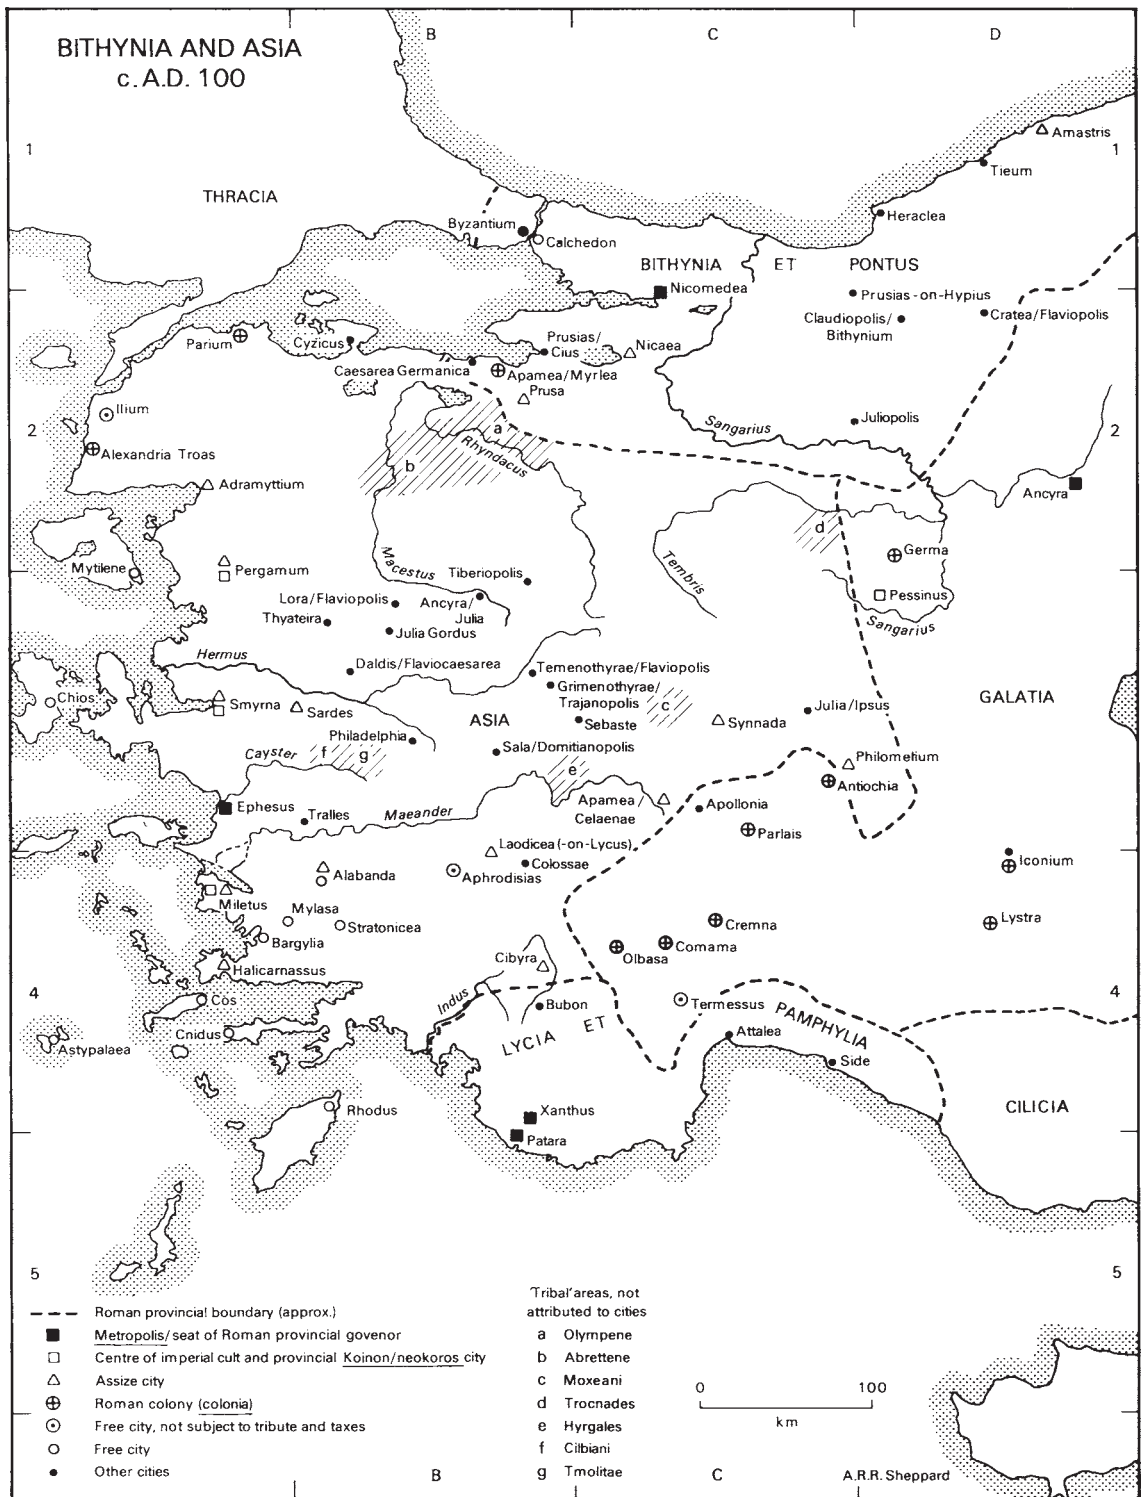 BITHYNIA AND ASIA
c. A.D. 100
B
C
D
1
1
Amastris
Tieum
THRACIA
Heraclea
Byzantium
Calchedon
BITHYNIA
ET
PONTUS
Nicomedea
Prusias-on-Hypius
Claudiopolis/
Bithynium
Cratea/Flaviopolis
Parium
Cyzicus
Prusias/
Cius
Nicaea
Caesarea Germanica
Apamea/Myrlea
Prusa
Ilium
Juliopolis
Sangarius
2
2
a
Rhyndacus
Alexandria Troas
b
Adramyttium
Ancyra
d
Germa
Mytilene
Pergamum
Macestus
Tiberiopolis
Tembris
Pessinus
Lora/Flaviopolis
Ancyra/
Julia
Thyateira
Julia Gordus
Sangarius
Hermus
Daldis/Flaviocaesarea
Temenothyrae/Flaviopolis
Grimenothyrae/
Trajanopolis
Chios
Smyrna
Sardes
c
GALATIA
ASIA
Sebaste
Synnada
Julia/Ipsus
Philadelphia
Sala/Domitianopolis
Cayster
f
g
Philomelium
e
Antiochia
Ephesus
Tralles
Maeander
Apamea/
Celaenae
Apollonia
Parlais
Laodicea (-on-Lycus)
Colossae
Iconium
Alabanda
Aphrodisias
Miletus
Mylasa
Stratonicea
Cremna
Lystra
Bargylia
Comama
Olbasa
Halicarnassus
Cibyra
4
4
Cos
Indus
Bubon
Termessus
Cnidus
LYCIA
ET
PAMPHYLIA
Attalea
Astypalaea
Side
Rhodus
Xanthus
CILICIA
Patara
5
5
Roman provincial boundary (approx.)
Metropolis/seat of Roman provincial govenor
Centre of imperial cult and provincial Koinon/neokoros city
Assize city
Roman colony (colonia)
Free city, not subject to tribute and taxes
Free city
Other cities
'Tribal' areas, not
attributed to cities
a Olympene
b Abrettene
c Moxeani
d Trocnades
e Hyrgales
f Cilbiani
g Tmolitae
0
100
km
B
C
A.R.R. Sheppard